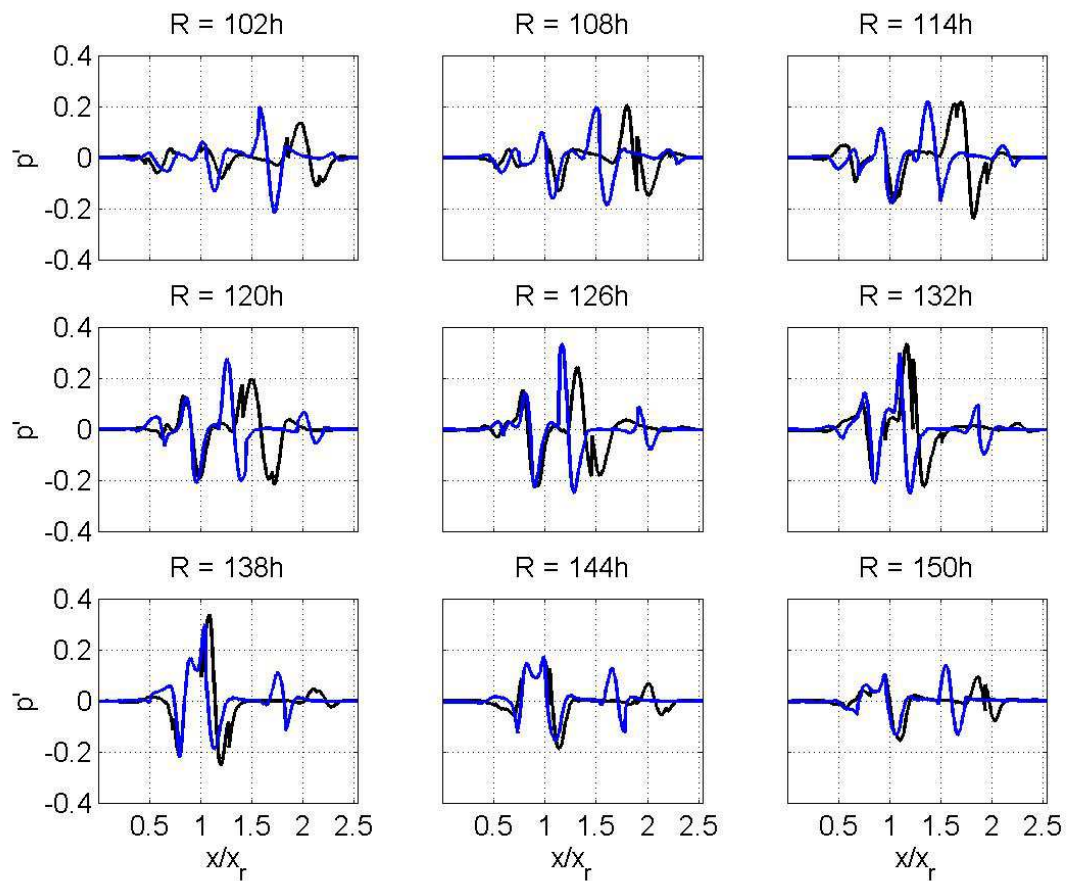 R = 102h R = 108h R = 114h
0.4
0.2
0
-0.2
-0.4
p'
R = 120h R = 126h R = 132h
0.4
0.2
0
-0.2
-0.4
p'
R = 138h R = 144h R = 150h
0.4
0.2
0
-0.2
-0.4
p'
0.5 1 1.5 2 2.5 0.5 1 1.5 2 2.5 0.5 1 1.5 2 2.5
x/x_r x/x_r x/x_r